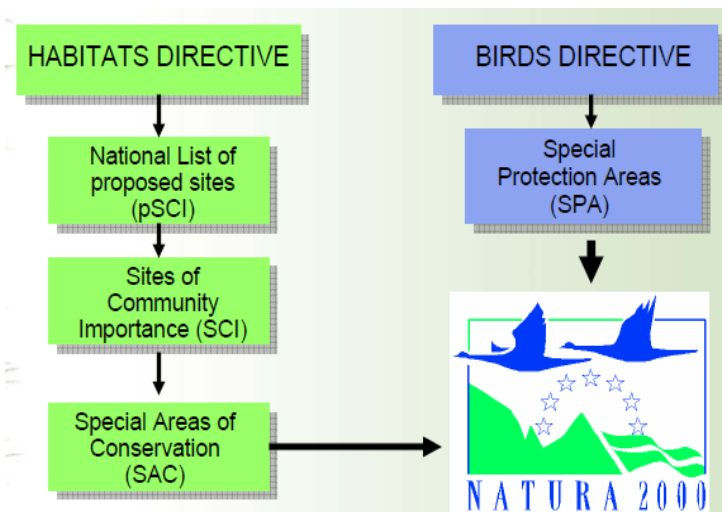 HABITATS DIRECTIVE
National List of
proposed sites
(pSCI)
Sites of
Community
Importance (SCI)
Special Areas of
Conservation
(SAC)
BIRDS DIRECTIVE
Special
Protection Areas
(SPA)
NATURA 2000